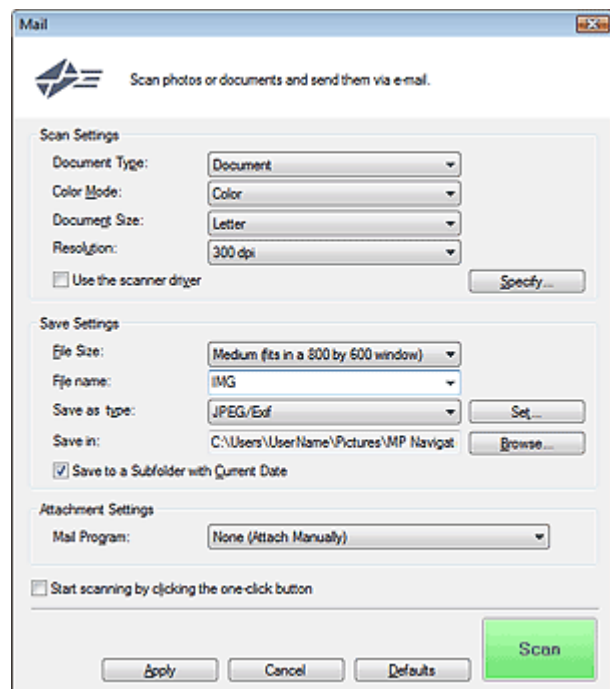 Mail
Scan photos or documents and send them via e-mail.
Scan Settings
Document Type: Document
Color Mode: Color
Document Size: Letter
Resolution: 300 dpi
Use the scanner driver Specify...
Save Settings
File Size: Medium (fits in a 800 by 600 window)
File name: IMG
Save as type: JPEG/Exif Set...
Save in: C:\Users\UserName\Pictures\MP Navigat Browse...
Save to a Subfolder with Current Date
Attachment Settings
Mail Program: None (Attach Manually)
Start scanning by clicking the one-click button
Scan
Apply Cancel Defaults